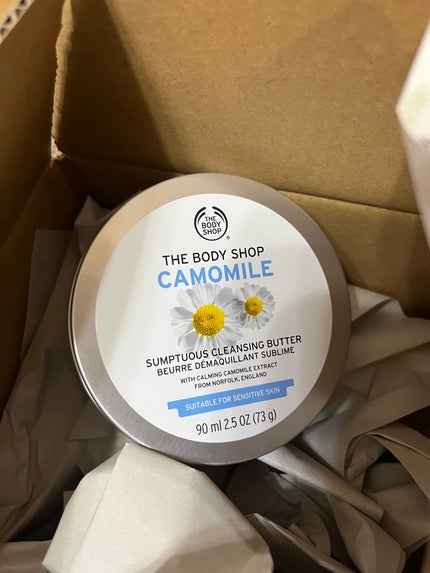 THE
BODY
SHOP
®
THE BODY SHOP
CAMOMILE
SUMPTUOUS CLEANSING BUTTER
BEURRE DÉMAQUILLANT SUBLIME
WITH CALMING CAMOMILE EXTRACT
FROM NORFOLK, ENGLAND
SUITABLE FOR SENSITIVE SKIN
90 ml 2.5 OZ (73 g)